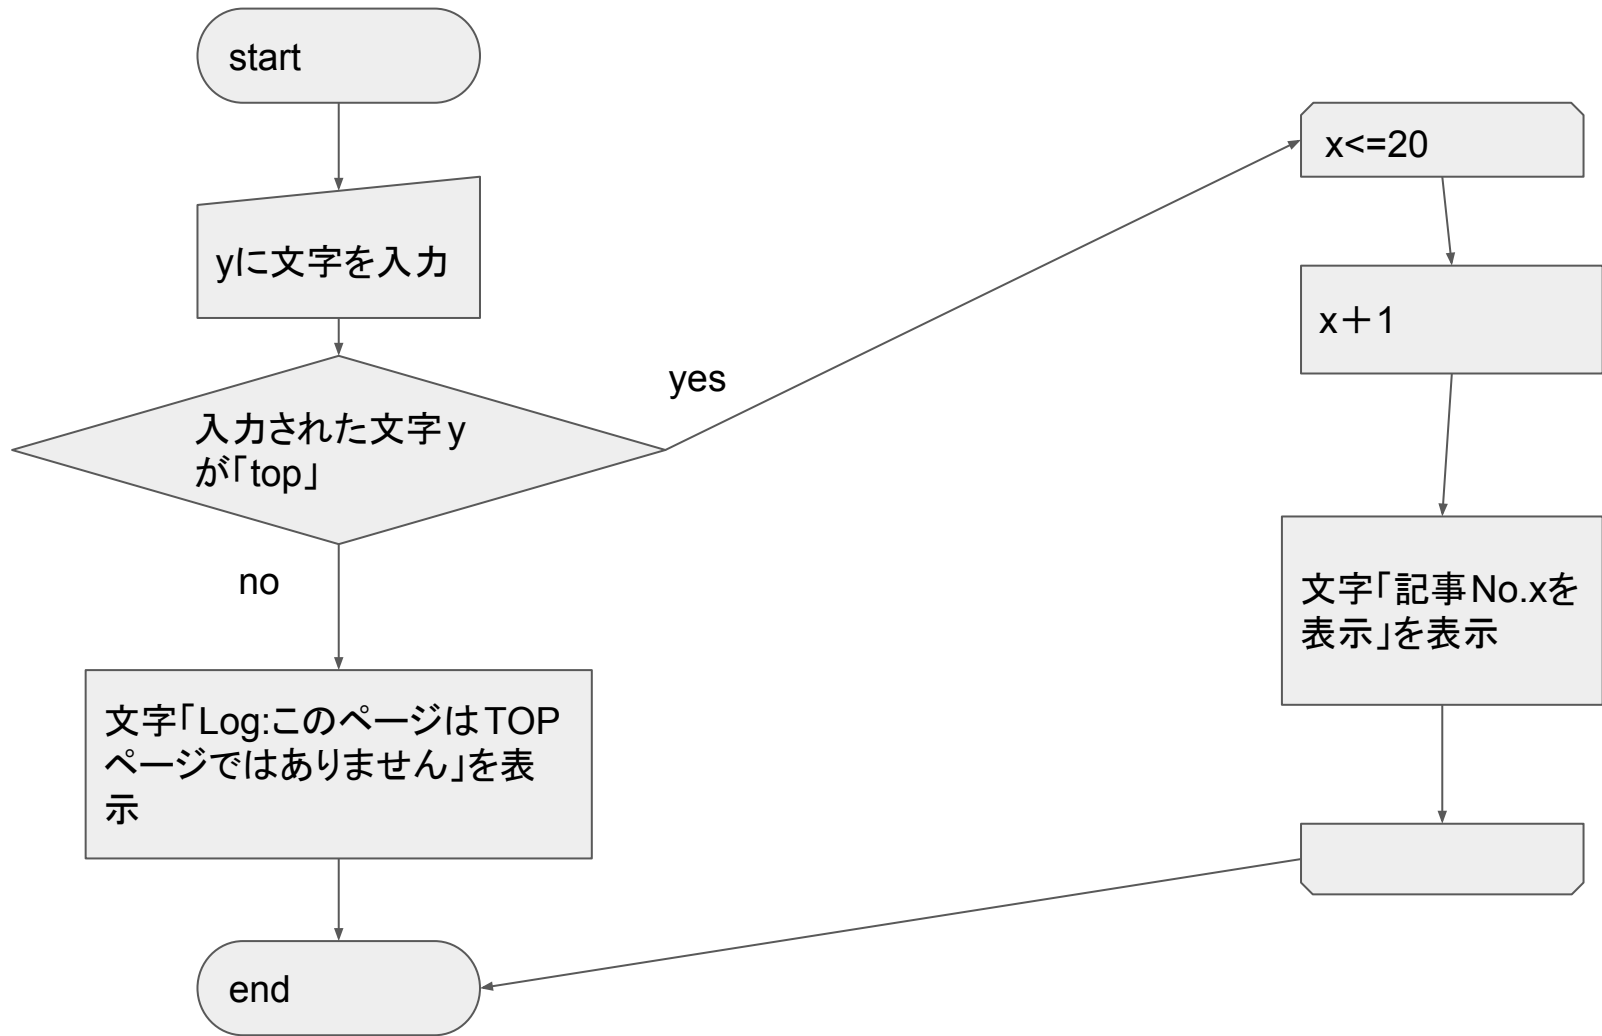 start
yに文字を入力
入力された文字y
が「top」
yes
no
文字「Log:このページはTOP
ページではありません」を表
示
end
x<=20
x＋1
文字「記事No.xを
表示」を表示